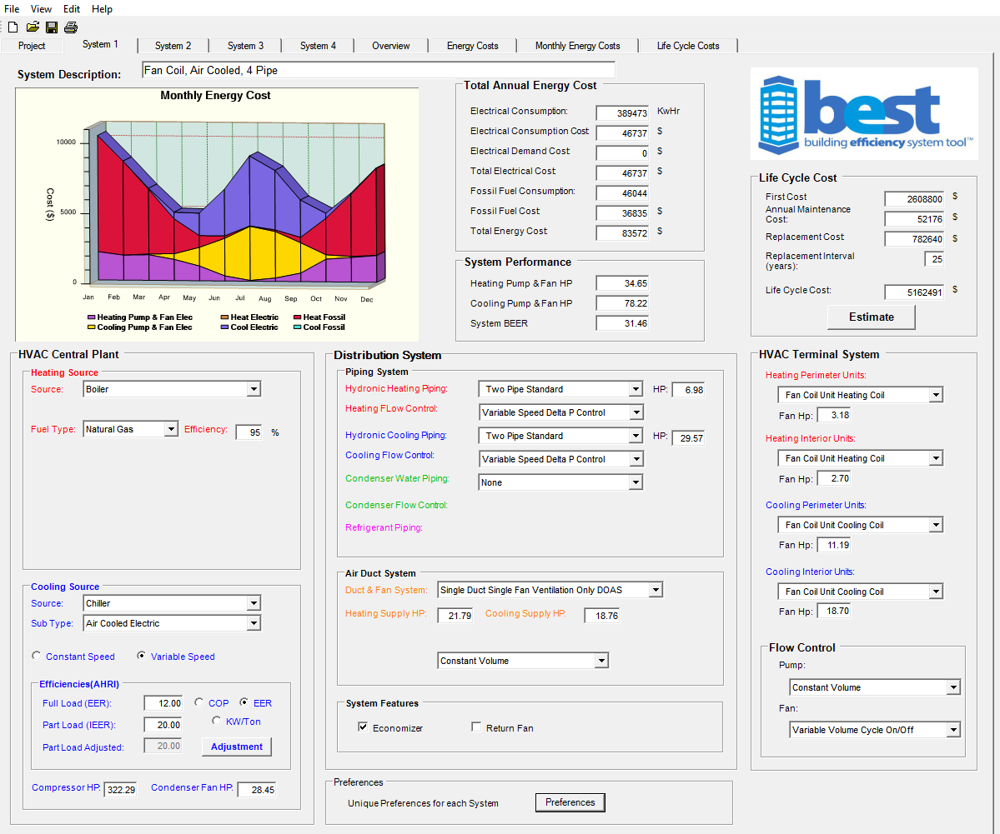 File View Edit Help
Project System 1 System 2 System 3 System 4 Overview Energy Costs Monthly Energy Costs Life Cycle Costs
System Description: Fan Coil, Air Cooled, 4 Pipe
Monthly Energy Cost
10000
5000
0
Cost ($)
Jan Feb Mar Apr May Jun Jul Aug Sep Oct Nov Dec
Heating Pump & Fan Elec Heat Electric Heat Fossil
Cooling Pump & Fan Elec Cool Electric Cool Fossil
Total Annual Energy Cost
Electrical Consumption: 389473 KwHr
Electrical Consumption Cost 46737 $
Electrical Demand Cost: 0 $
Total Electrical Cost: 46737 $
Fossil Fuel Consumption: 46044
Fossil Fuel Cost: 36835 $
Total Energy Cost: 83572 $
System Performance
Heating Pump & Fan HP 34.65
Cooling Pump & Fan HP 78.22
System BEER 31.46
best
building efficiency system tool™
Life Cycle Cost
First Cost 2608800 $
Annual Maintenance
Cost: 52176 $
Replacement Cost: 782640 $
Replacement Interval
(years): 25
Life Cycle Cost: 5162491 $
Estimate
HVAC Central Plant
Heating Source
Source: Boiler
Fuel Type: Natural Gas Efficiency: 95 %
Cooling Source
Source: Chiller
Sub Type: Air Cooled Electric
Constant Speed Variable Speed
Efficiencies(AHRI)
Full Load (EER): 12.00 COP EER
Part Load (IEER): 20.00 KW/Ton
Part Load Adjusted: 20.00 Adjustment
Compressor HP: 322.29 Condenser Fan HP: 28.45
Distribution System
Piping System
Hydronic Heating Piping: Two Pipe Standard HP: 6.98
Heating FLow Control: Variable Speed Delta P Control
Hydronic Cooling Piping: Two Pipe Standard HP: 29.57
Cooling Flow Control: Variable Speed Delta P Control
Condenser Water Piping: None
Condenser Flow Control:
Refrigerant Piping:
Air Duct System
Duct & Fan System: Single Duct Single Fan Ventilation Only DOAS
Heating Supply HP: 21.79 Cooling Supply HP: 18.76
Constant Volume
System Features
Economizer Return Fan
Preferences
Unique Preferences for each System Preferences
HVAC Terminal System
Heating Perimeter Units:
Fan Coil Unit Heating Coil
Fan Hp: 3.18
Heating Interior Units:
Fan Coil Unit Heating Coil
Fan Hp: 2.70
Cooling Perimeter Units:
Fan Coil Unit Cooling Coil
Fan Hp: 11.19
Cooling Interior Units:
Fan Coil Unit Cooling Coil
Fan Hp: 18.70
Flow Control
Pump:
Constant Volume
Fan:
Variable Volume Cycle On/Off